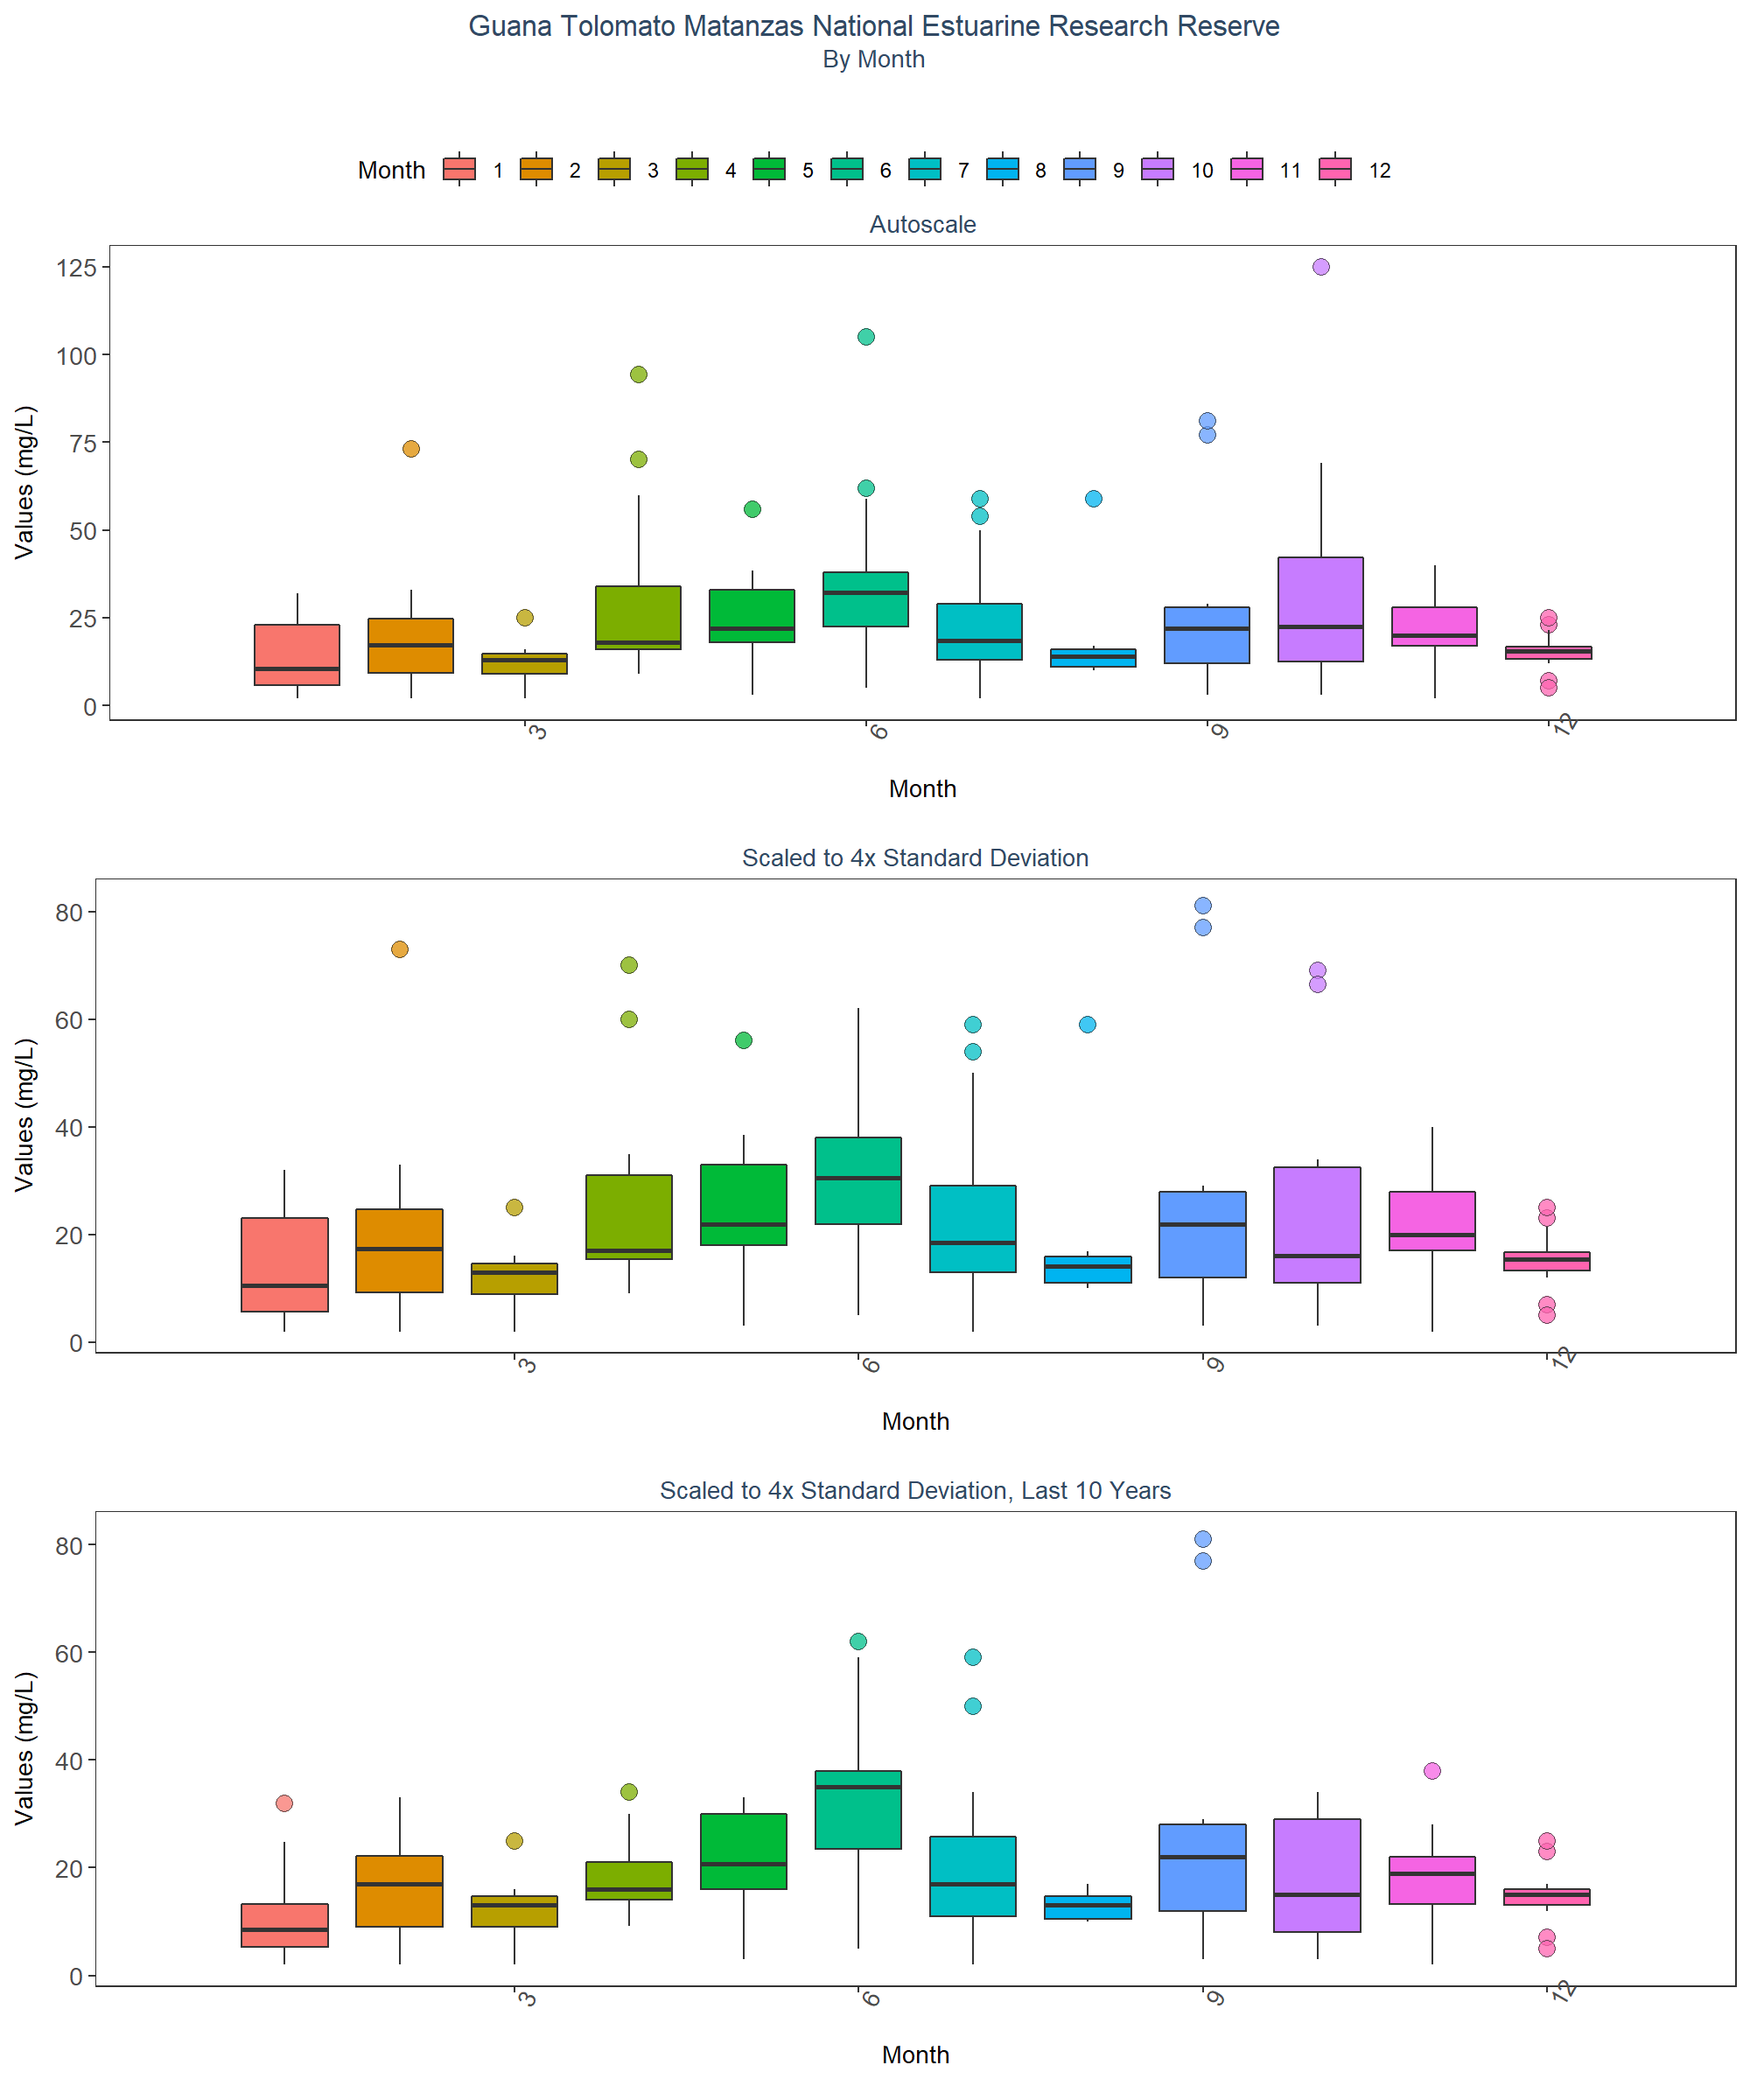 Guana Tolomato Matanzas National Estuarine Research Reserve
By Month
Month 1 2 3 4 5 6 7 8 9 10 11 12
Autoscale
Values (mg/L)
125
100
75
50
25
0
3 6 9 12
Month
Scaled to 4x Standard Deviation
Values (mg/L)
80
60
40
20
0
3 6 9 12
Month
Scaled to 4x Standard Deviation, Last 10 Years
Values (mg/L)
80
60
40
20
0
3 6 9 12
Month